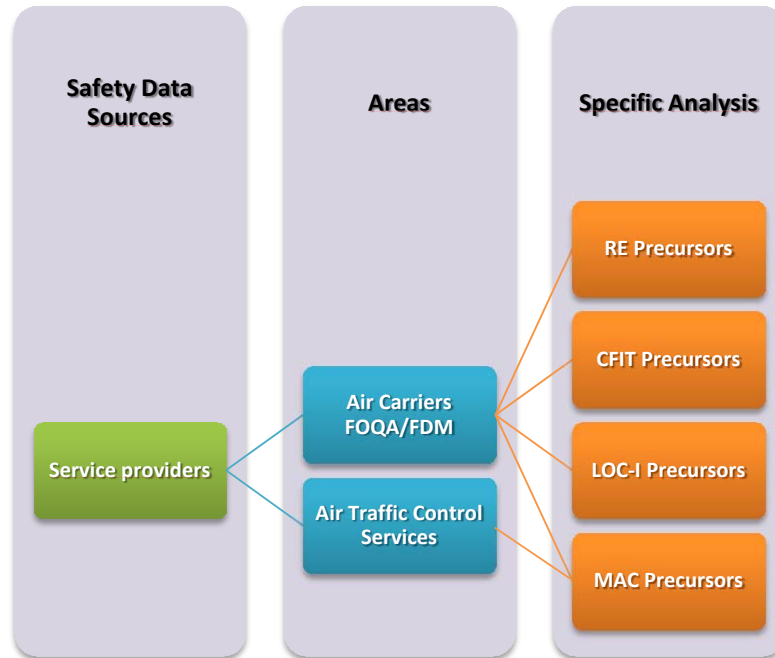 Safety Data
Sources
Areas
Specific Analysis
Service providers
Air Carriers
FOQA/FDM
Air Traffic Control
Services
RE Precursors
CFIT Precursors
LOC-I Precursors
MAC Precursors